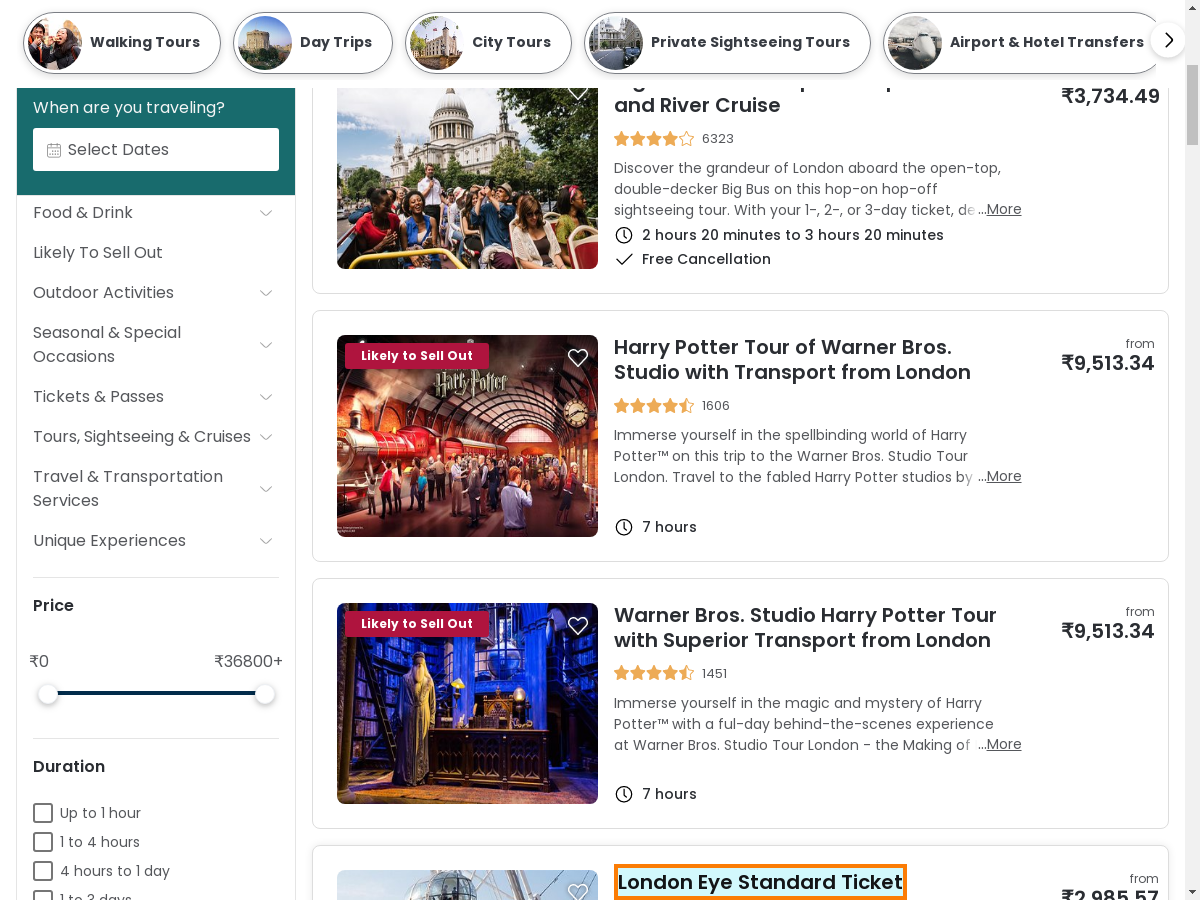 Walking Tours
Day Trips
City Tours
Private Sightseeing Tours
Airport & Hotel Transfers
When are you traveling?
Select Dates
Food & Drink
Likely To Sell Out
Outdoor Activities
Seasonal & Special
Occasions
Tickets & Passes
Tours, Sightseeing & Cruises
Travel & Transportation
Services
Unique Experiences
Price
₹0
₹36800+
Duration
Up to 1 hour
1 to 4 hours
4 hours to 1 day
1 to 3 days
and River Cruise
₹3,734.49
6323
Discover the grandeur of London aboard the open-top,
double-decker Big Bus on this hop-on hop-off
sightseeing tour. With your 1-, 2-, or 3-day ticket, de ...More
2 hours 20 minutes to 3 hours 20 minutes
Free Cancellation
Likely to Sell Out
Harry Potter
Harry Potter Tour of Warner Bros.
Studio with Transport from London
from
₹9,513.34
1606
Immerse yourself in the spellbinding world of Harry
Potter™ on this trip to the Warner Bros. Studio Tour
London. Travel to the fabled Harry Potter studios by ...More
7 hours
Likely to Sell Out
Warner Bros. Studio Harry Potter Tour
with Superior Transport from London
from
₹9,513.34
1451
Immerse yourself in the magic and mystery of Harry
Potter™ with a ful-day behind-the-scenes experience
at Warner Bros. Studio Tour London - the Making of ...More
7 hours
London Eye Standard Ticket
from
₹2,985.57